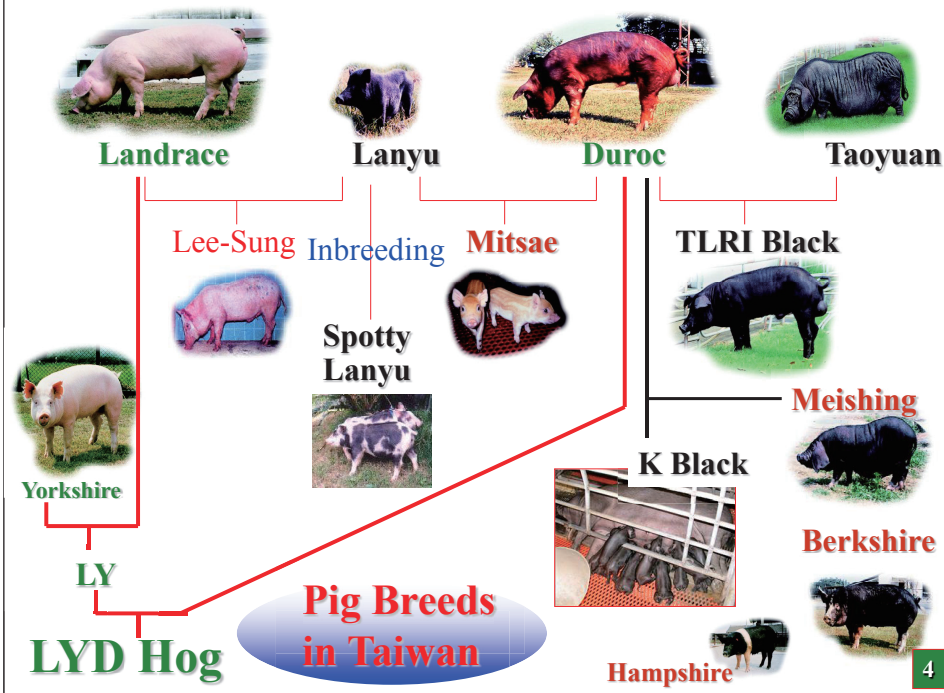 Landrace
Lanyu
Duroc
Taoyuan
Lee-Sung
Inbreeding
Mitsae
TLRI Black
Spotty
Lanyu
Meishing
Yorkshire
K Black
Berkshire
LY
Pig Breeds
in Taiwan
LYD Hog
Hampshire
4